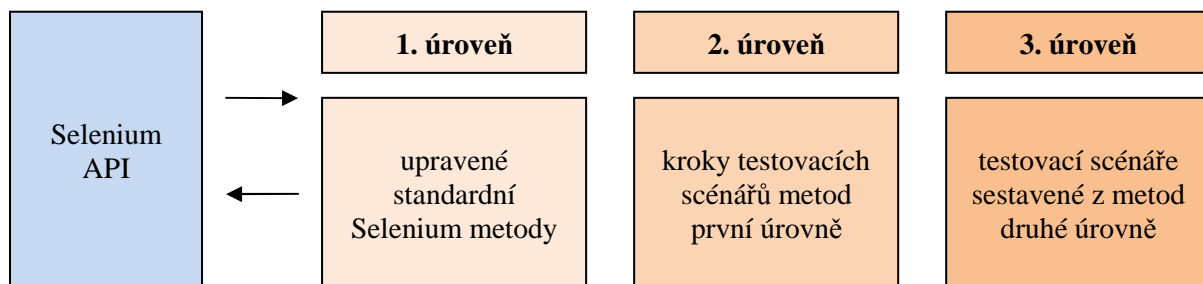 Selenium
API
1. úroveň
upravené
standardní
Selenium metody
2. úroveň
kroky testovacích
scénářů metod
první úrovně
3. úroveň
testovací scénáře
sestavené z metod
druhé úrovně